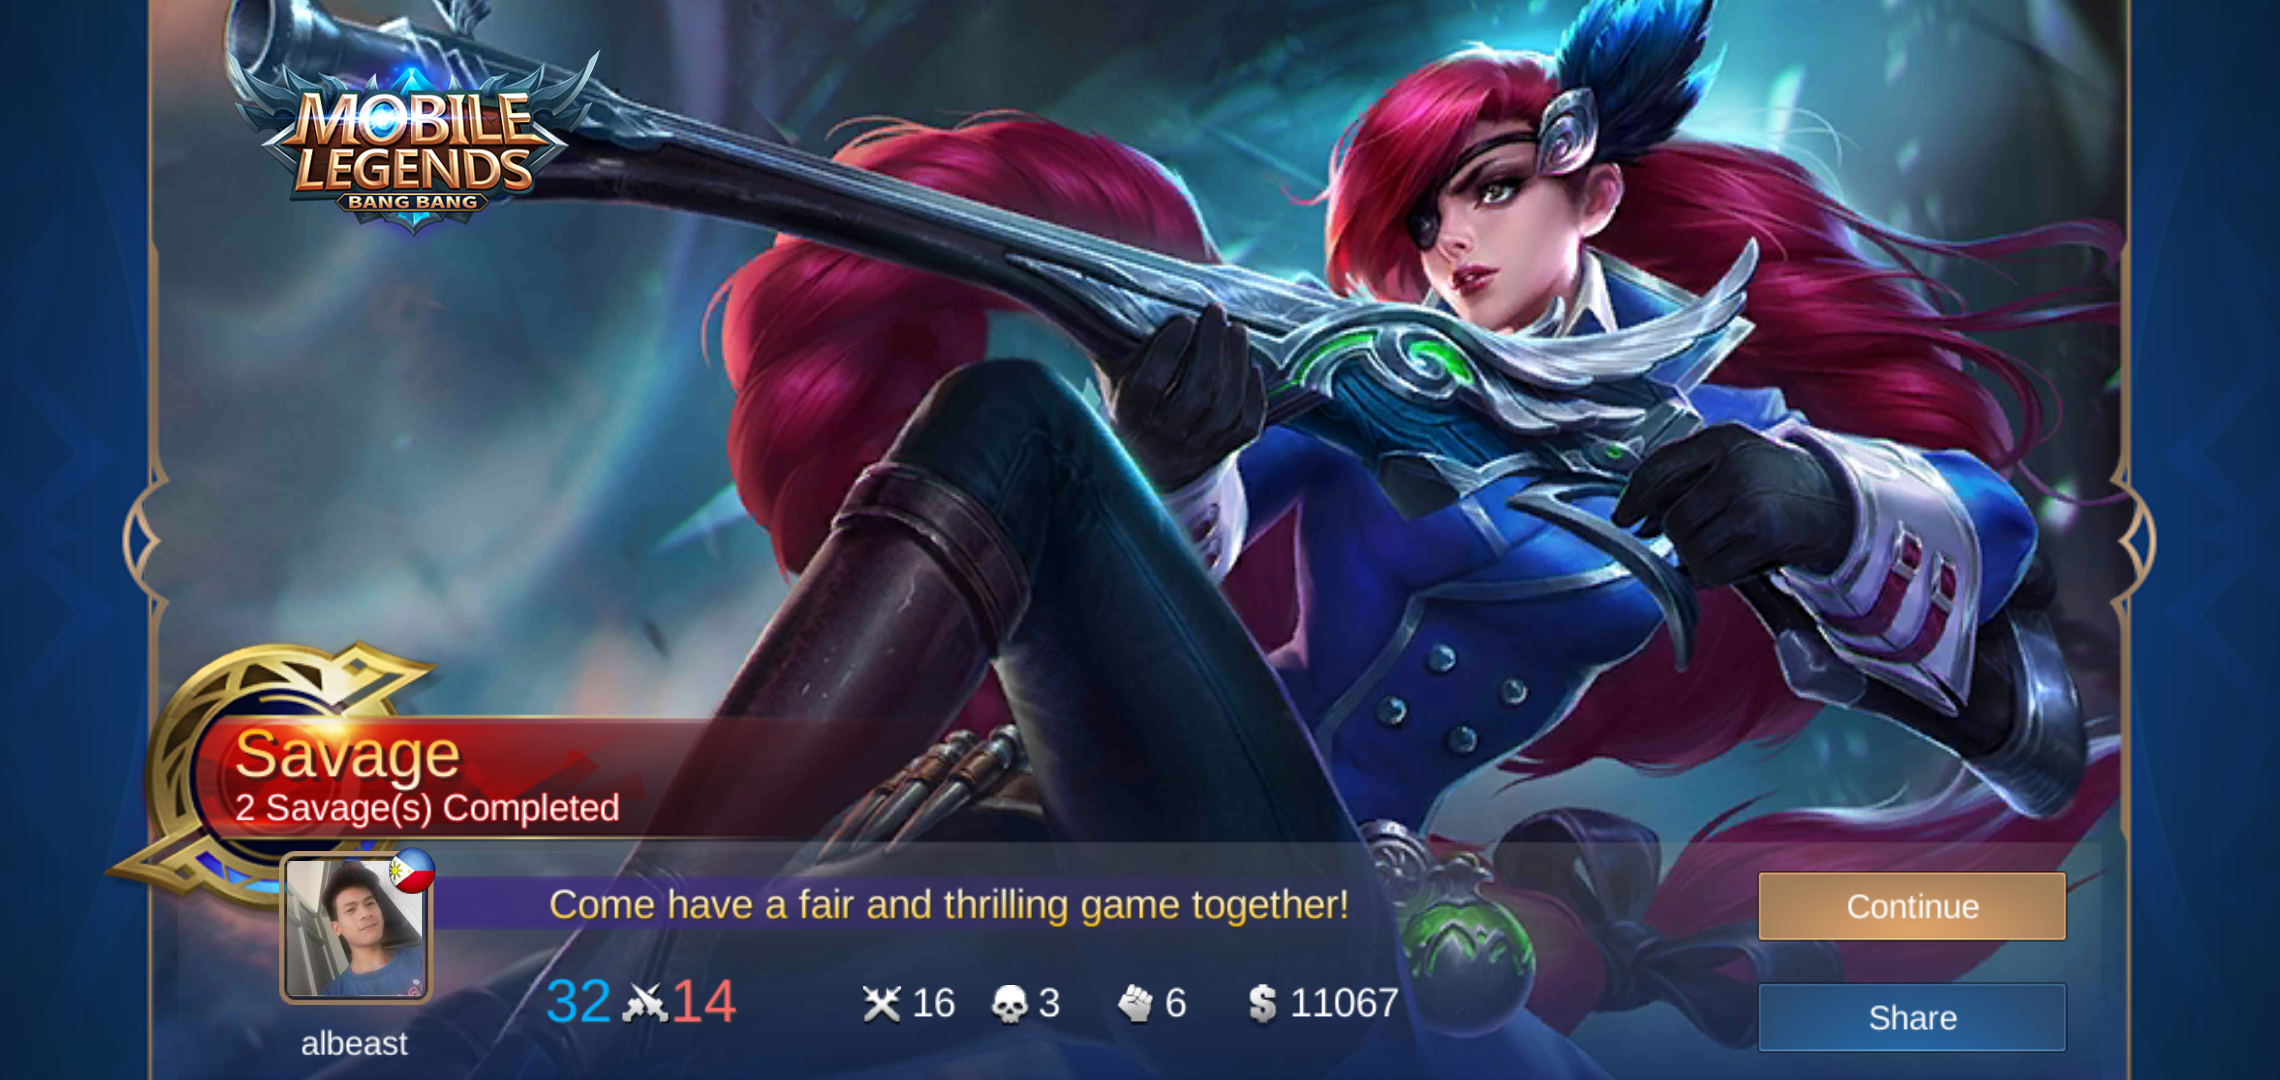 MOBILE
LEGENDS
BANG BANG
Savage
2 Savage(s) Completed
Come have a fair and thrilling game together!
Continue
32 14 16 3 6 $ 11067
Share
albeast